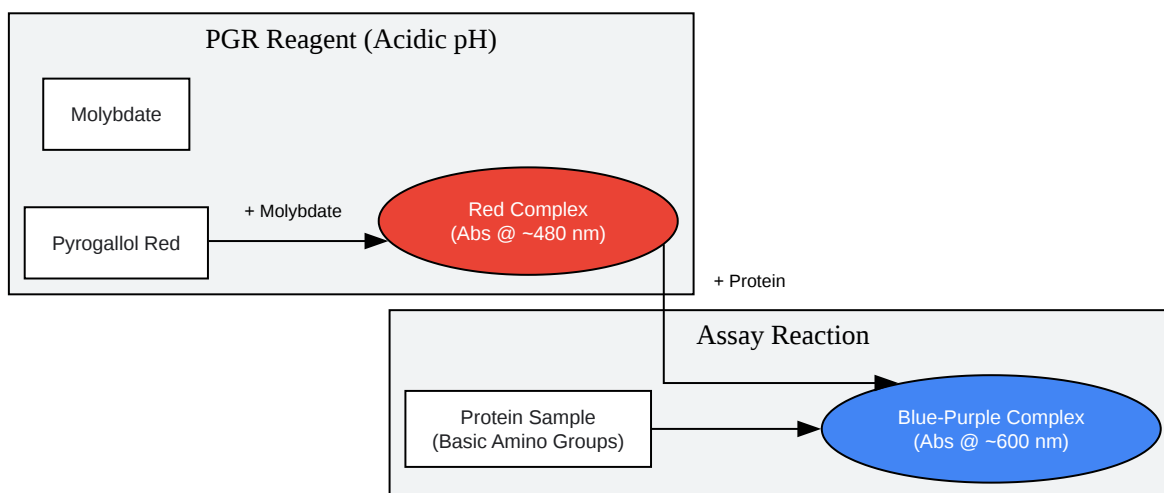 PGR Reagent (Acidic pH)
Molybdate
Pyrogallol Red
+ Molybdate
Red Complex
(Abs @ ~480 nm)
+ Protein
Assay Reaction
Protein Sample
(Basic Amino Groups)
Blue-Purple Complex
(Abs @ ~600 nm)